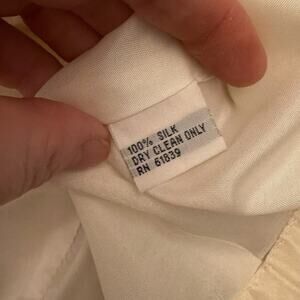 100% SILK
DRY CLEAN ONLY
RN 61839